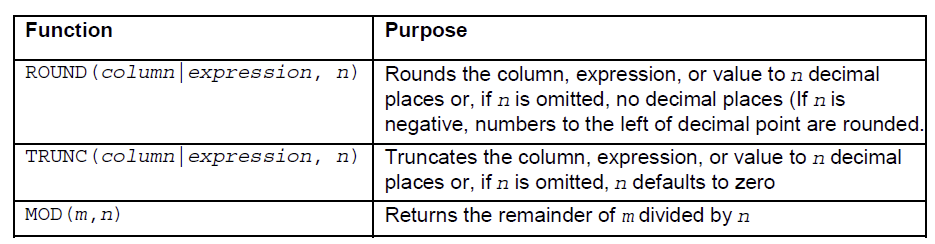 Function Purpose
ROUND(column|expression, n) Rounds the column, expression, or value to n decimal
places or, if n is omitted, no decimal places (If n is
negative, numbers to the left of decimal point are rounded.
TRUNC(column|expression, n) Truncates the column, expression, or value to n decimal
places or, if n is omitted, n defaults to zero
MOD(m,n) Returns the remainder of m divided by n